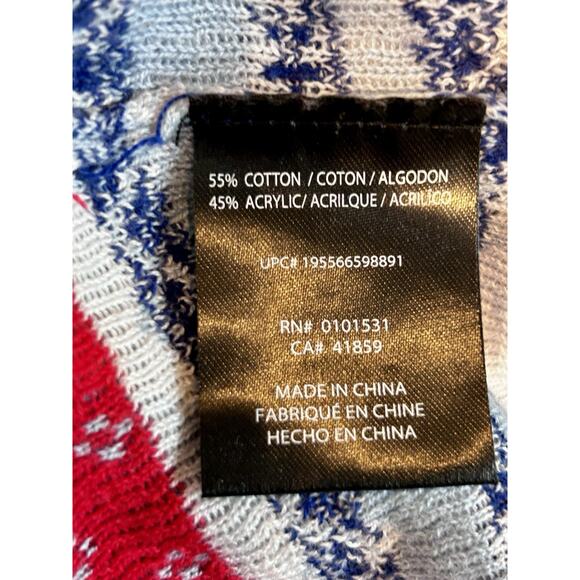 55% COTTON / COTON / ALGODON
45% ACRYLIC/ ACRILQUE / ACRILICO
UPC# 195566598891
RN# 0101531
CA# 41859
MADE IN CHINA
FABRIQUÉ EN CHINE
HECHO EN CHINA